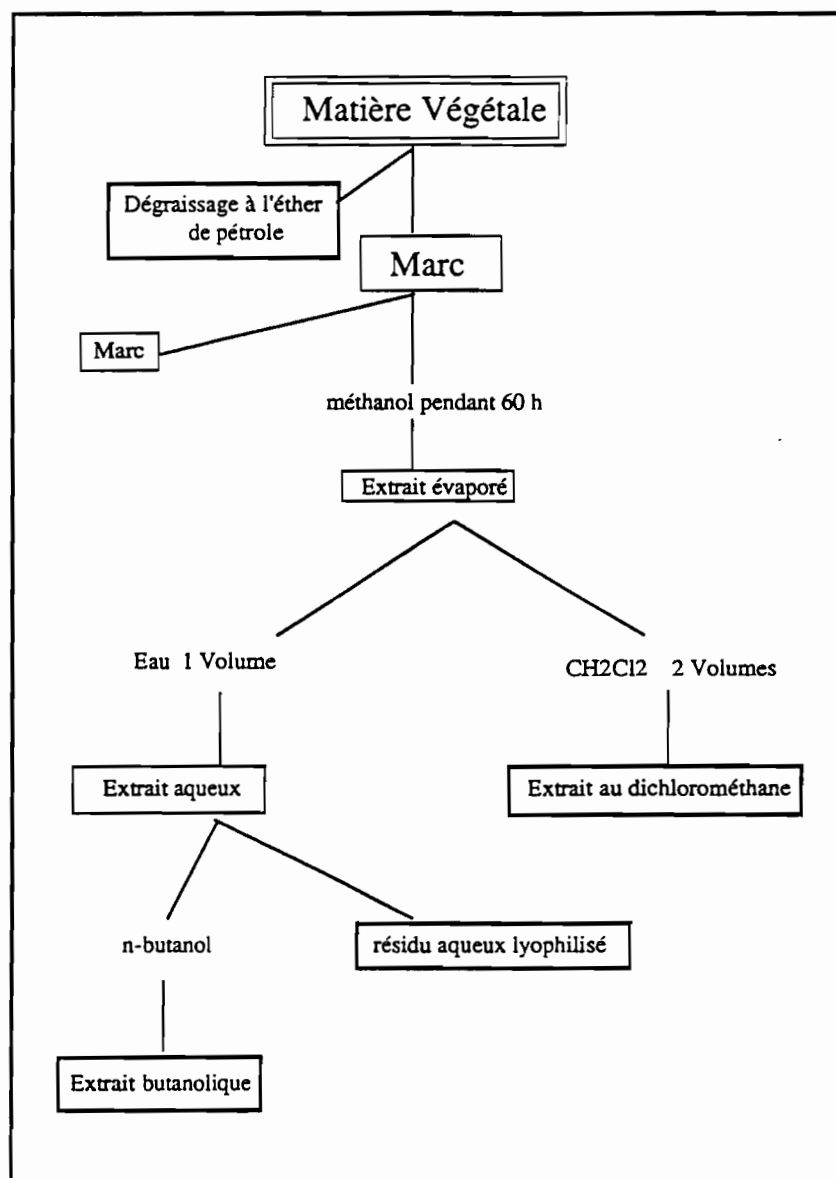 Matière Végétale
Dégraissage à l'éther
de pétrole
Marc
Marc
méthanol pendant 60 h
Extrait évaporé
Eau 1 Volume
CH2Cl2 2 Volumes
Extrait aqueux
Extrait au dichlorométhane
n-butanol
résidu aqueux lyophilisé
Extrait butanolique